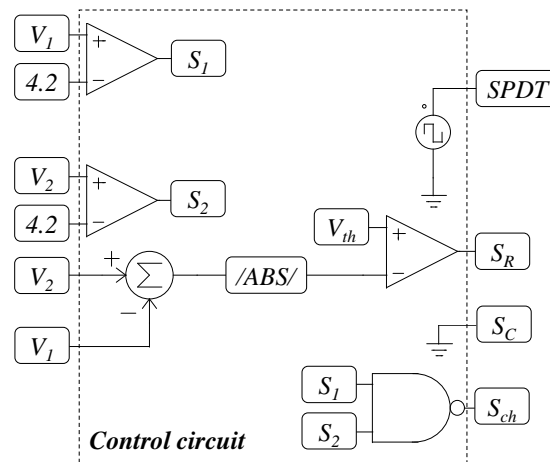 V1
+
S1
4.2
−
SPDT
V2
+
S2
4.2
−
Vth
+
V2
+
Σ
/ABS/
−
SR
−
V1
SC
S1
S2
Sch
Control circuit